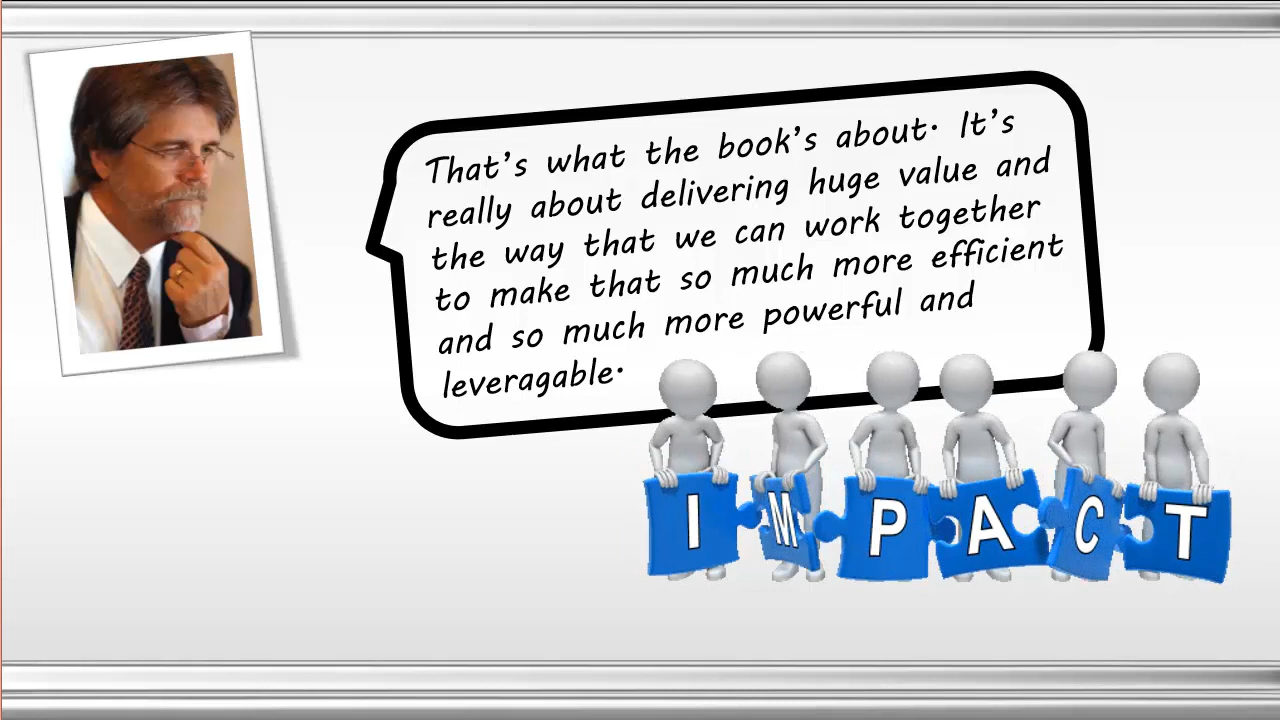 That's what the book's about. It's
really about delivering huge value and
the way that we can work together
to make that so much more efficient
and so much more powerful and
leveragable.
IMPACT